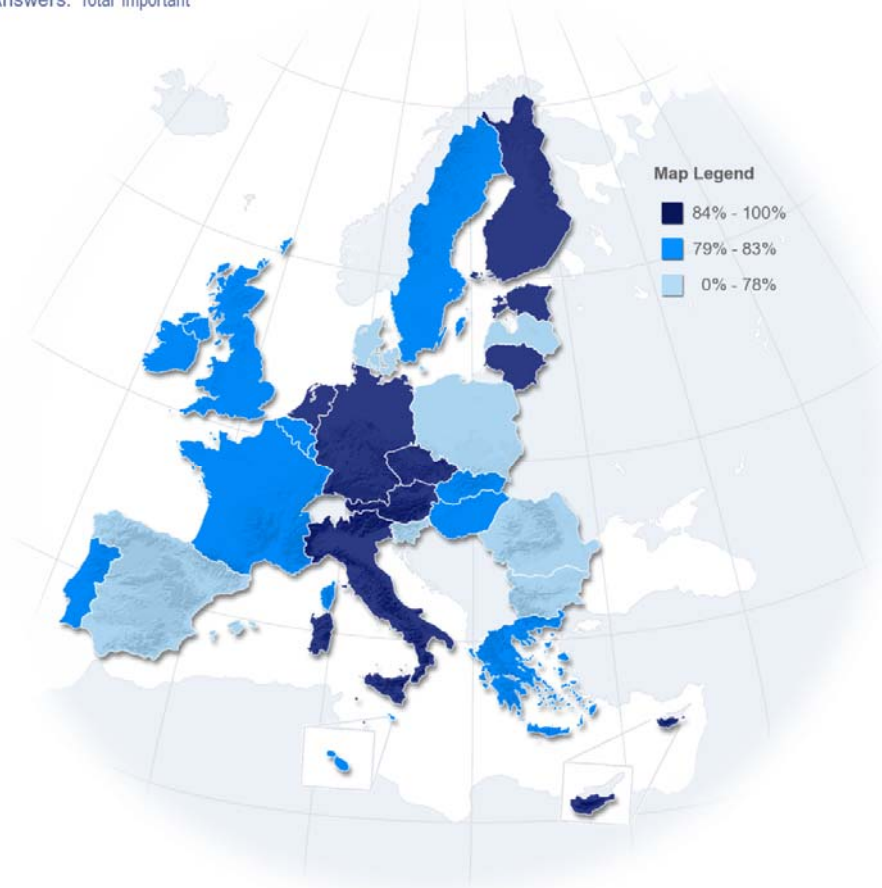 Answers: Total Important
Map Legend
84% - 100%
79% - 83%
0% - 78%